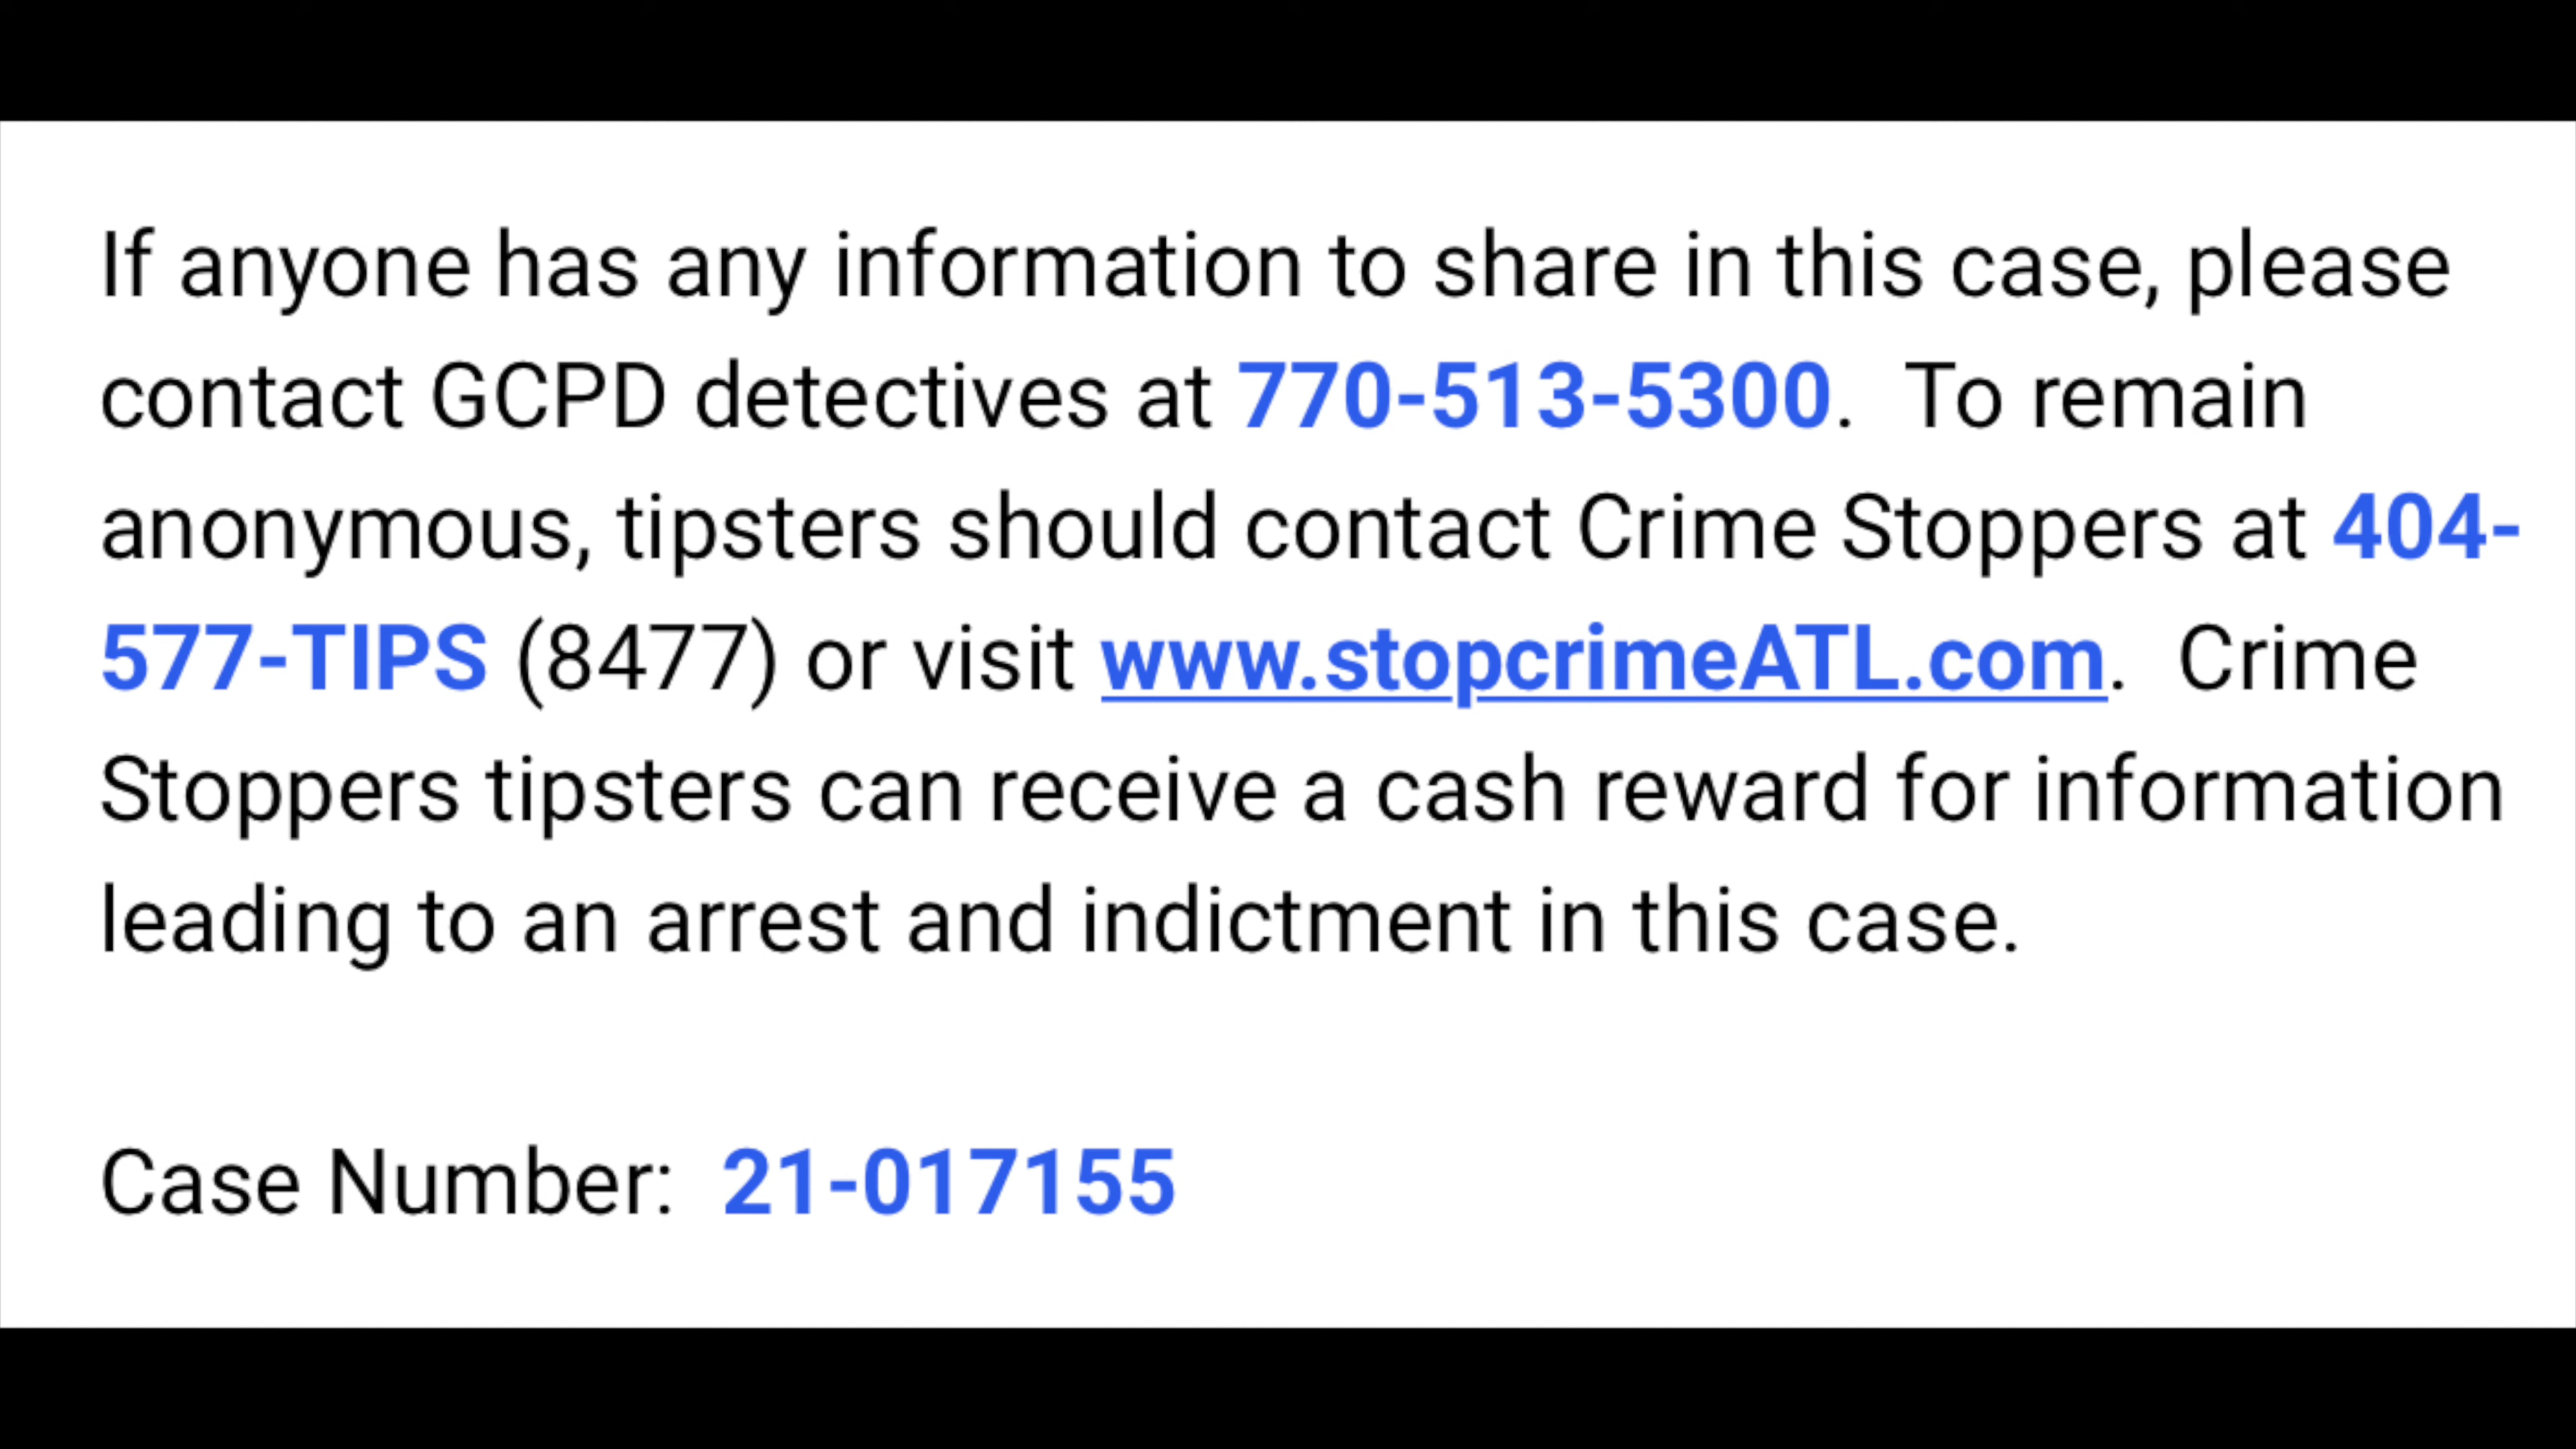 If anyone has any information to share in this case, please
contact GCPD detectives at 770-513-5300.  To remain
anonymous, tipsters should contact Crime Stoppers at 404-
577-TIPS (8477) or visit www.stopcrimeATL.com.  Crime
Stoppers tipsters can receive a cash reward for information
leading to an arrest and indictment in this case.
Case Number:  21-017155